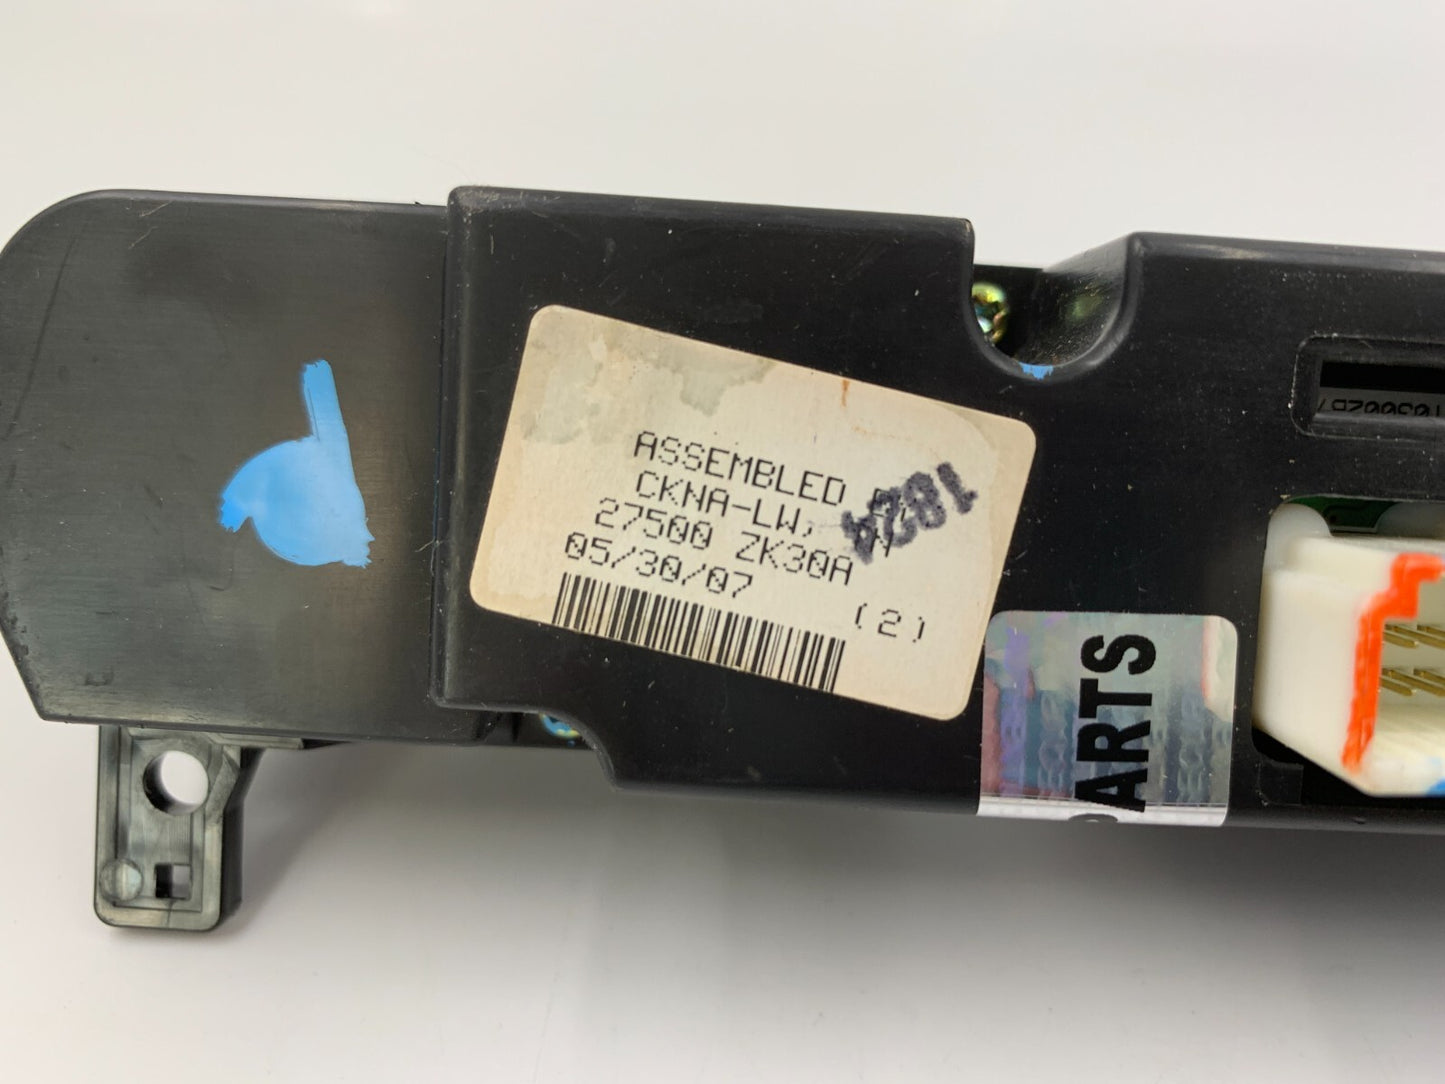 ASSEMBLED
CKNA-LW,
27500 ZK30A
05/30/07
(2)
1824
ARTS